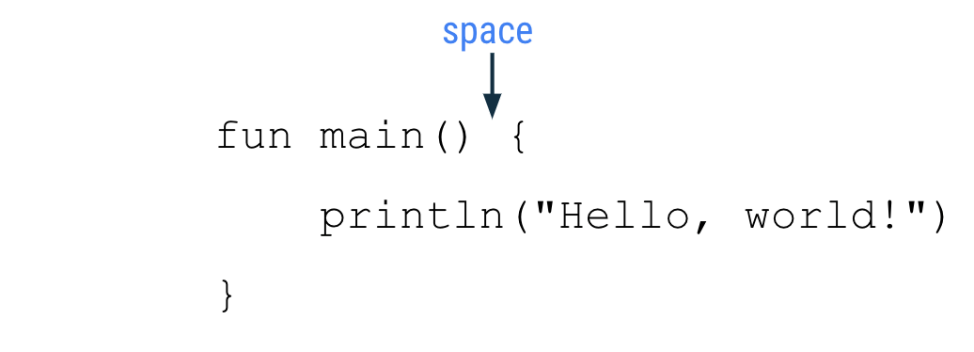 space
fun main() {
    println("Hello, world!")
}